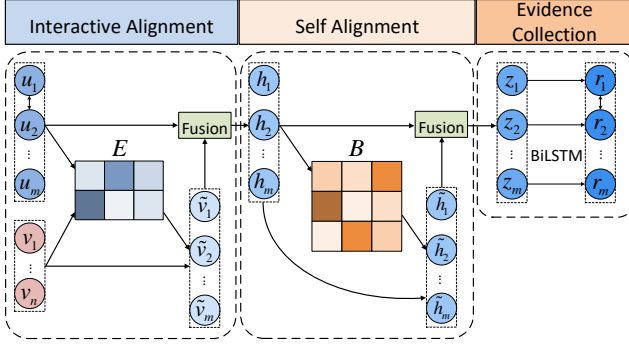 Interactive Alignment
Self Alignment
Evidence
Collection
u₁
u₂
⋮
uₘ
v₁
⋮
vₙ
E
Fusion
ṽ₁
ṽ₂
⋮
ṽₘ
h₁
h₂
⋮
hₘ
B
Fusion
h̃₁
h̃₂
⋮
h̃ₘ
z₁
z₂
⋮
zₘ
BiLSTM
r₁
r₂
⋮
rₘ